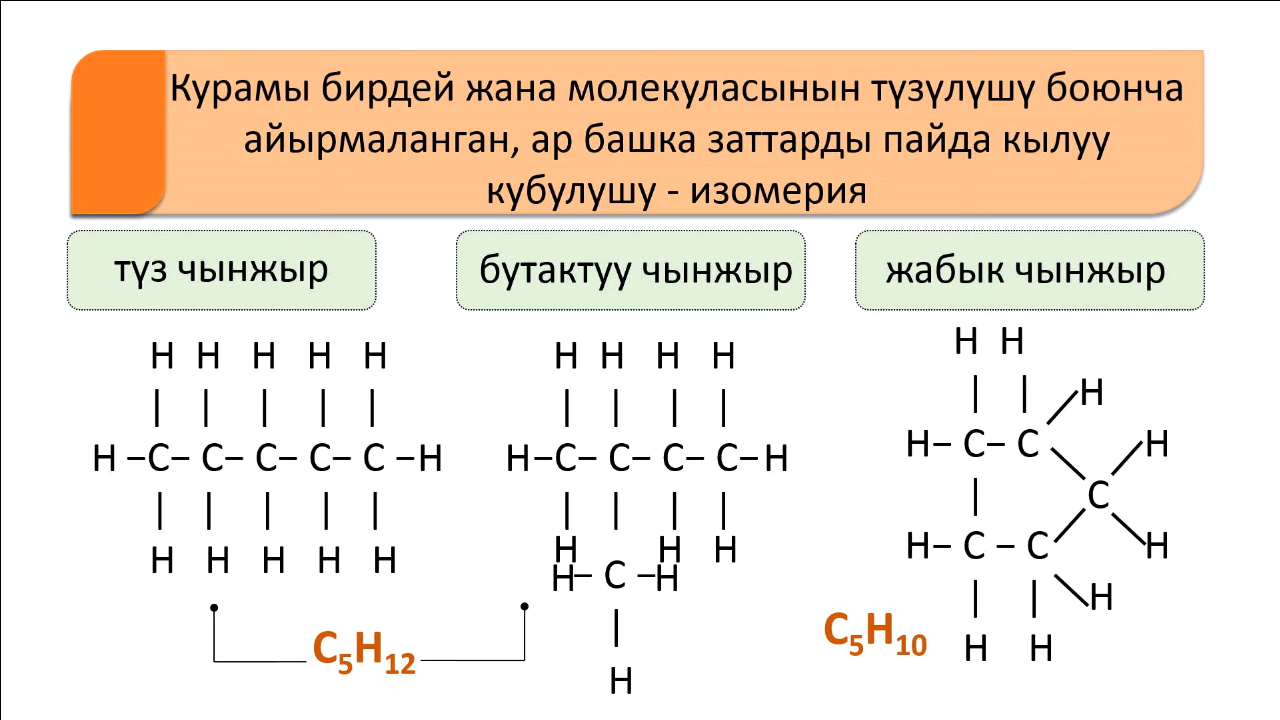 Курамы бирдей жана молекуласынын түзүлүшү боюнча
айырмаланган, ар башка заттарды пайда кылуу
кубулушу - изомерия
түз чынжыр
бутактуу чынжыр
жабык чынжыр
H H H H H
| | | | |
H –C– C– C– C– C –H
| | | | |
H H H H H
C₅H₁₂
H H H H
| | | |
H–C– C– C– C–H
| | | |
H H H
H– C –H
|
H
H H
| | H
H– C– C H
| C
H– C – C H
| | H
H H
C₅H₁₀